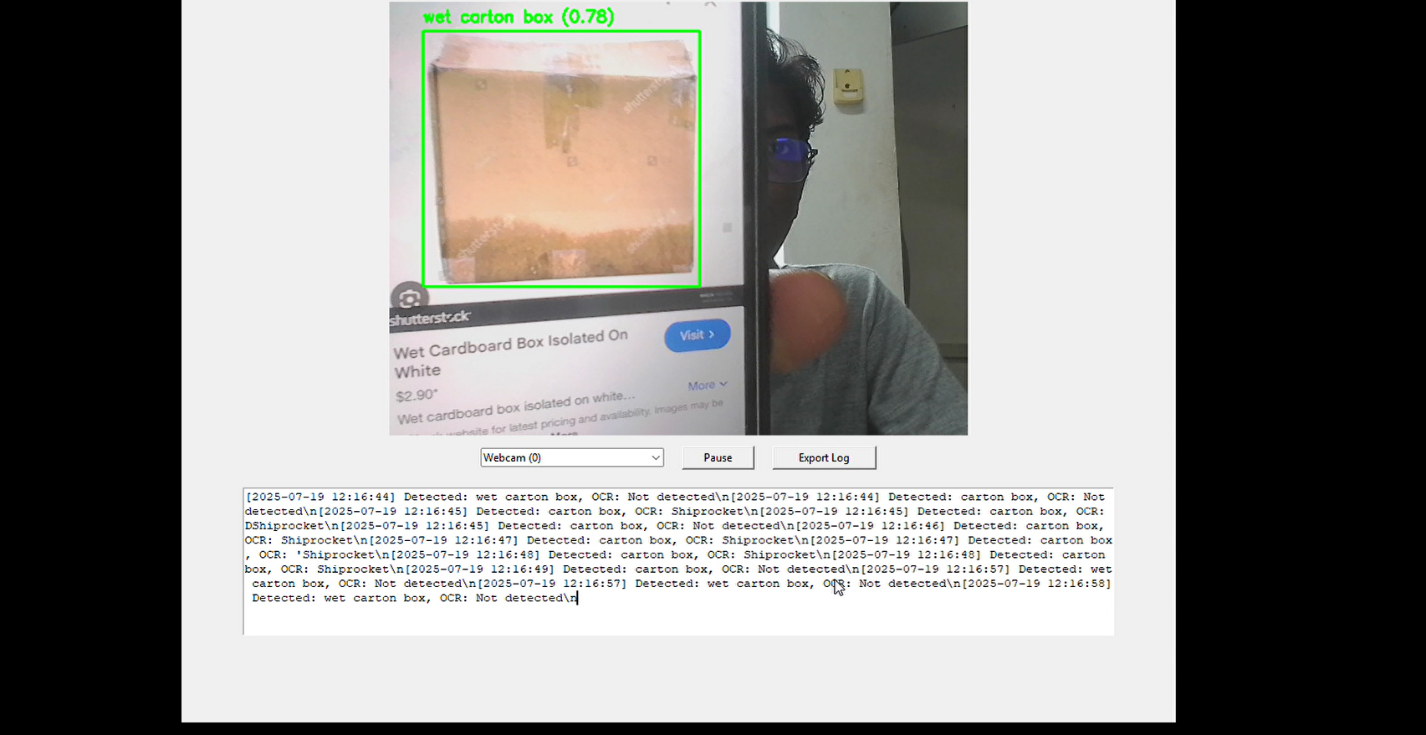 wet carton box (0.78)
shutterstock
Wet Cardboard Box Isolated On
White
Visit >
$2.90*
More
Wet cardboard box isolated on white...
website for latest pricing and availability. Images may be
More
Webcam (0)
Pause
Export Log
[2025-07-19 12:16:44] Detected: wet carton box, OCR: Not detected\n[2025-07-19 12:16:44] Detected: carton box, OCR: Not
detected\n[2025-07-19 12:16:45] Detected: carton box, OCR: Shiprocket\n[2025-07-19 12:16:45] Detected: carton box, OCR:
DShiprocket\n[2025-07-19 12:16:45] Detected: carton box, OCR: Not detected\n[2025-07-19 12:16:46] Detected: carton box,
OCR: Shiprocket\n[2025-07-19 12:16:47] Detected: carton box, OCR: Shiprocket\n[2025-07-19 12:16:47] Detected: carton box
, OCR: 'Shiprocket\n[2025-07-19 12:16:48] Detected: carton box, OCR: Shiprocket\n[2025-07-19 12:16:48] Detected: carton
box, OCR: Shiprocket\n[2025-07-19 12:16:49] Detected: carton box, OCR: Not detected\n[2025-07-19 12:16:57] Detected: wet
carton box, OCR: Not detected\n[2025-07-19 12:16:57] Detected: wet carton box, OCR: Not detected\n[2025-07-19 12:16:58]
Detected: wet carton box, OCR: Not detected\n